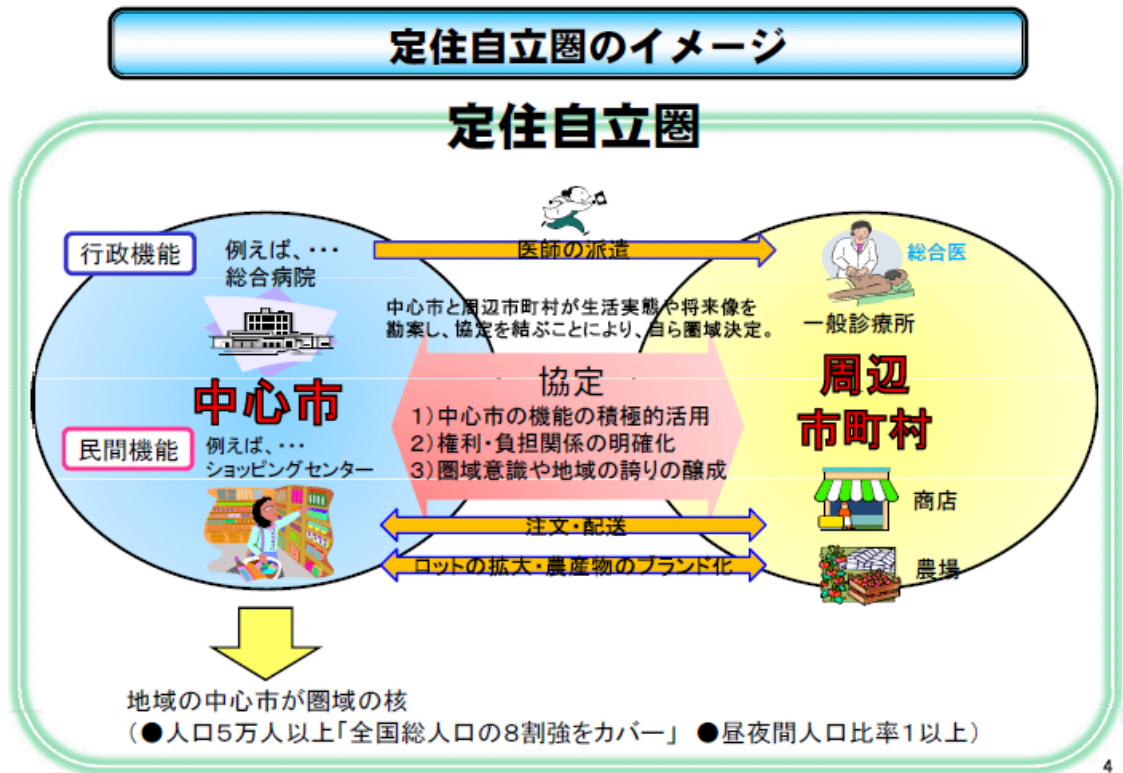 定住自立圏のイメージ
定住自立圏
行政機能
例えば、・・・
総合病院
医師の派遣
総合医
一般診療所
中心市と周辺市町村が生活実態や将来像を
勘案し、協定を結ぶことにより、自ら圏域決定。
中心市
周辺
市町村
協定
1)中心市の機能の積極的活用
2)権利・負担関係の明確化
3)圏域意識や地域の誇りの醸成
民間機能
例えば、・・・
ショッピングセンター
注文・配送
商店
ロットの拡大・農産物のブランド化
農場
地域の中心市が圏域の核
(●人口5万人以上「全国総人口の8割強をカバー」 ●昼夜間人口比率1以上)
4